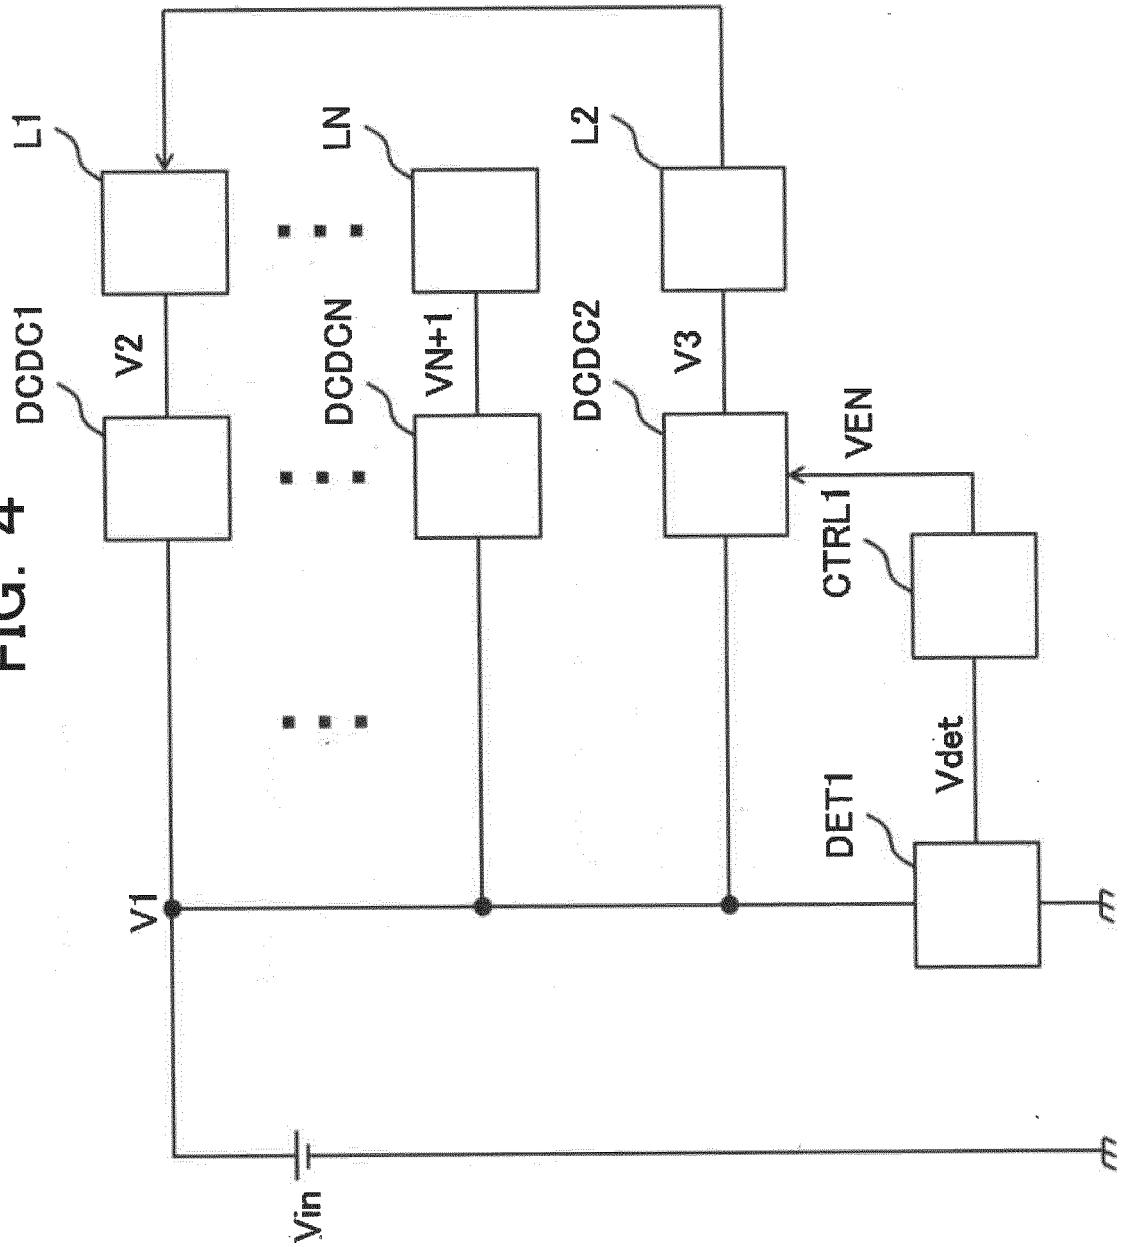 FIG. 4
Vin
V1
DCDC1
V2
L1
DCDCN
VN+1
LN
DCDC2
V3
L2
DET1
Vdet
CTRL1
VEN